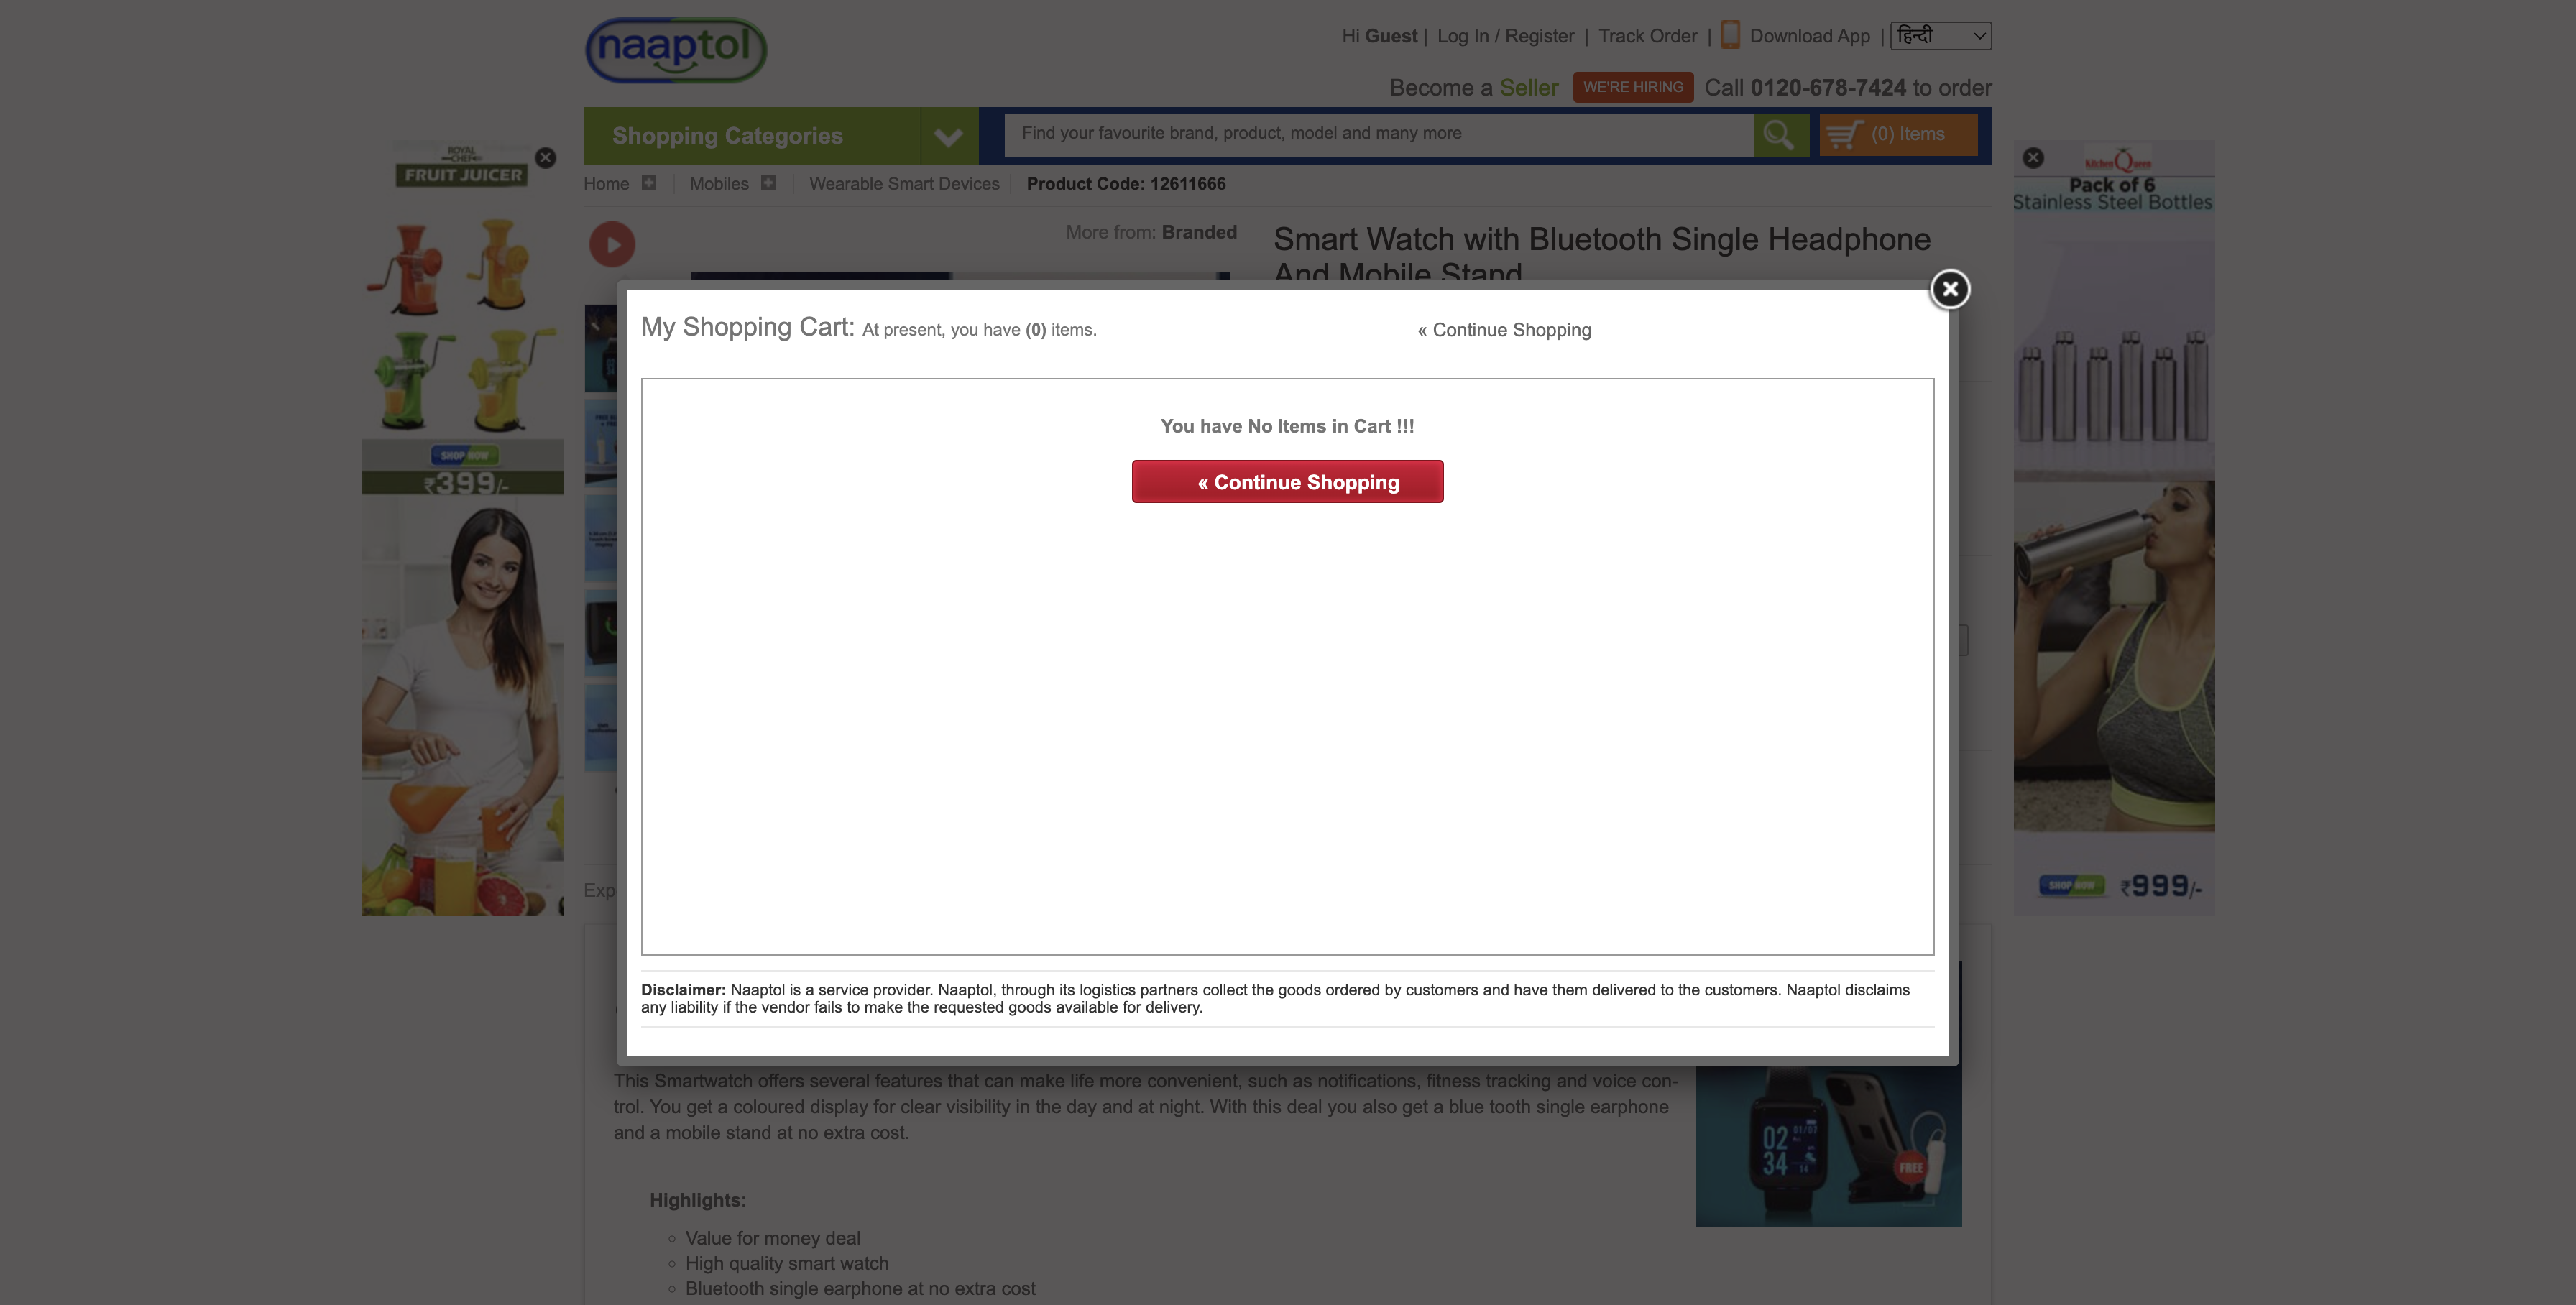 naaptol
Hi Guest | Log In / Register | Track Order | Download App | हिन्दी
Become a Seller WE'RE HIRING Call 0120-678-7424 to order
Shopping Categories
Find your favourite brand, product, model and many more
(0) Items
Home Mobiles Wearable Smart Devices Product Code: 12611666
ROYAL CHEF
FRUIT JUICER
SHOP NOW
₹399/-
Kitchen Queen
Pack of 6
Stainless Steel Bottles
SHOP NOW ₹999/-
More from: Branded
Smart Watch with Bluetooth Single Headphone
And Mobile Stand
My Shopping Cart: At present, you have (0) items.
« Continue Shopping
You have No Items in Cart !!!
« Continue Shopping
Disclaimer: Naaptol is a service provider. Naaptol, through its logistics partners collect the goods ordered by customers and have them delivered to the customers. Naaptol disclaims
any liability if the vendor fails to make the requested goods available for delivery.
Exp
This Smartwatch offers several features that can make life more convenient, such as notifications, fitness tracking and voice con-
trol. You get a coloured display for clear visibility in the day and at night. With this deal you also get a blue tooth single earphone
and a mobile stand at no extra cost.
02 01/07
34 14
FREE
Highlights:
Value for money deal
High quality smart watch
Bluetooth single earphone at no extra cost